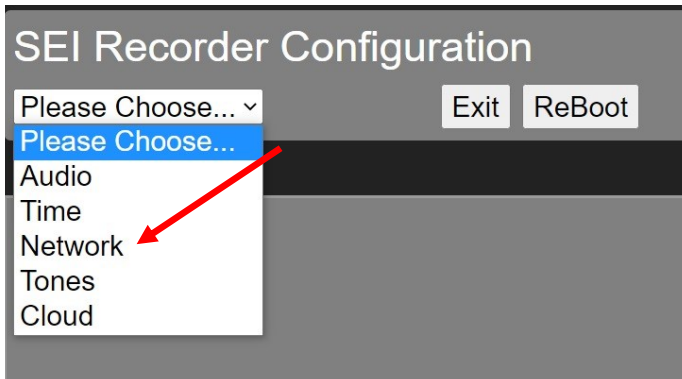 SEI Recorder Configuration
Please Choose... Exit ReBoot
Please Choose...
Audio
Time
Network
Tones
Cloud